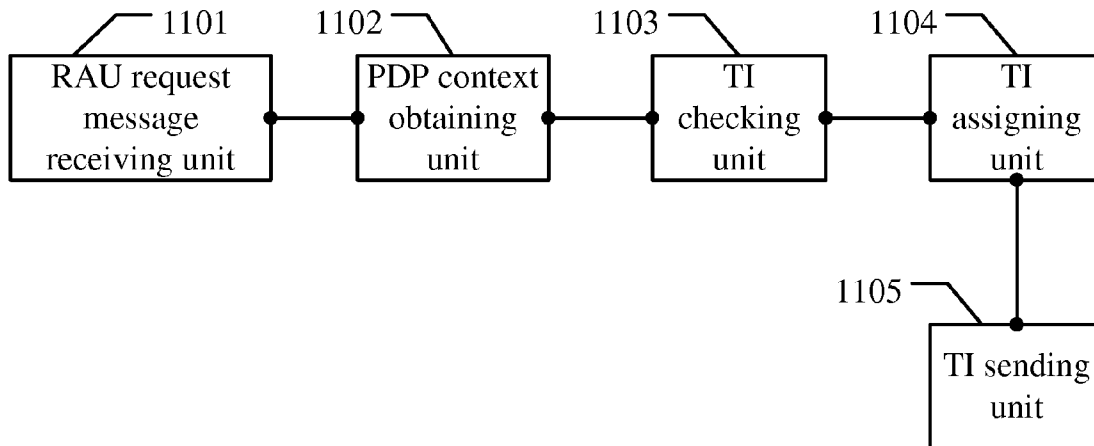 1101
1102
1103
1104
RAU request
message
receiving unit
PDP context
obtaining
unit
TI
checking
unit
TI
assigning
unit
1105
TI sending
unit